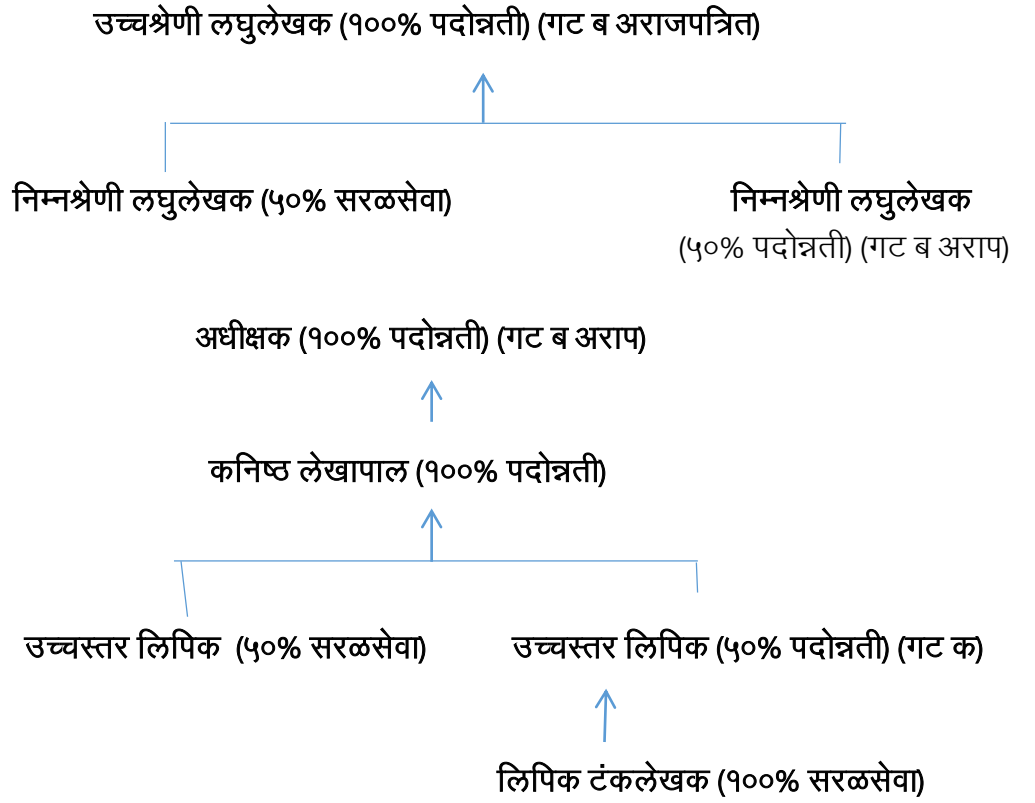 उच्चश्रेणी लघुलेखक (१००% पदोन्नती) (गट ब अराजपत्रित)
निम्नश्रेणी लघुलेखक (५०% सरळसेवा)
निम्नश्रेणी लघुलेखक
(५०% पदोन्नती) (गट ब अराप)
अधीक्षक (१००% पदोन्नती) (गट ब अराप)
कनिष्ठ लेखापाल (१००% पदोन्नती)
उच्चस्तर लिपिक (५०% सरळसेवा)
उच्चस्तर लिपिक (५०% पदोन्नती) (गट क)
लिपिक टंकलेखक (१००% सरळसेवा)